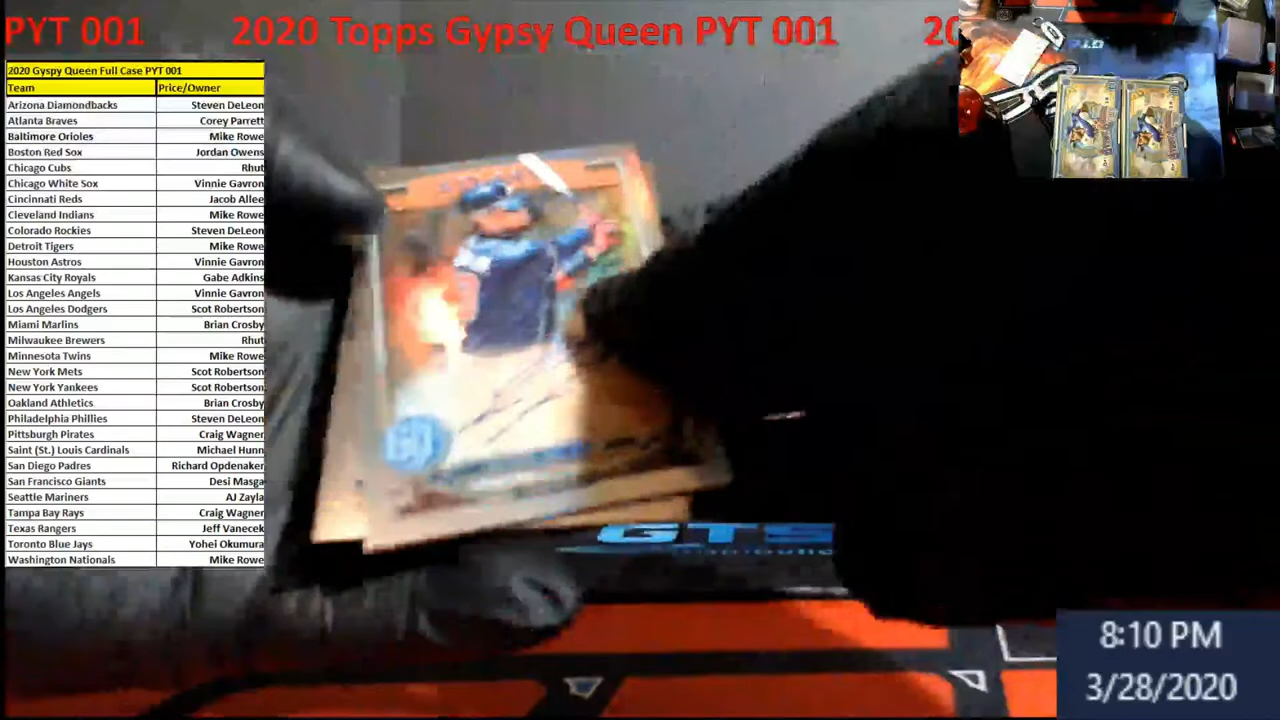 PYT 001 2020 Topps Gypsy Queen PYT 001 20
2020 Gyspy Queen Full Case PYT 001
Team Price/Owner
Arizona Diamondbacks Steven DeLeon
Atlanta Braves Corey Parrett
Baltimore Orioles Mike Rowe
Boston Red Sox Jordan Owens
Chicago Cubs Rhut
Chicago White Sox Vinnie Gavron
Cincinnati Reds Jacob Allee
Cleveland Indians Mike Rowe
Colorado Rockies Steven DeLeon
Detroit Tigers Mike Rowe
Houston Astros Vinnie Gavron
Kansas City Royals Gabe Adkins
Los Angeles Angels Vinnie Gavron
Los Angeles Dodgers Scot Robertson
Miami Marlins Brian Crosby
Milwaukee Brewers Rhut
Minnesota Twins Mike Rowe
New York Mets Scot Robertson
New York Yankees Scot Robertson
Oakland Athletics Brian Crosby
Philadelphia Phillies Steven DeLeon
Pittsburgh Pirates Craig Wagner
Saint (St.) Louis Cardinals Michael Hunn
San Diego Padres Richard Opdenaker
San Francisco Giants Desi Masga
Seattle Mariners AJ Zayla
Tampa Bay Rays Craig Wagner
Texas Rangers Jeff Vanecek
Toronto Blue Jays Yohei Okumura
Washington Nationals Mike Rowe
GTS
8:10 PM
3/28/2020